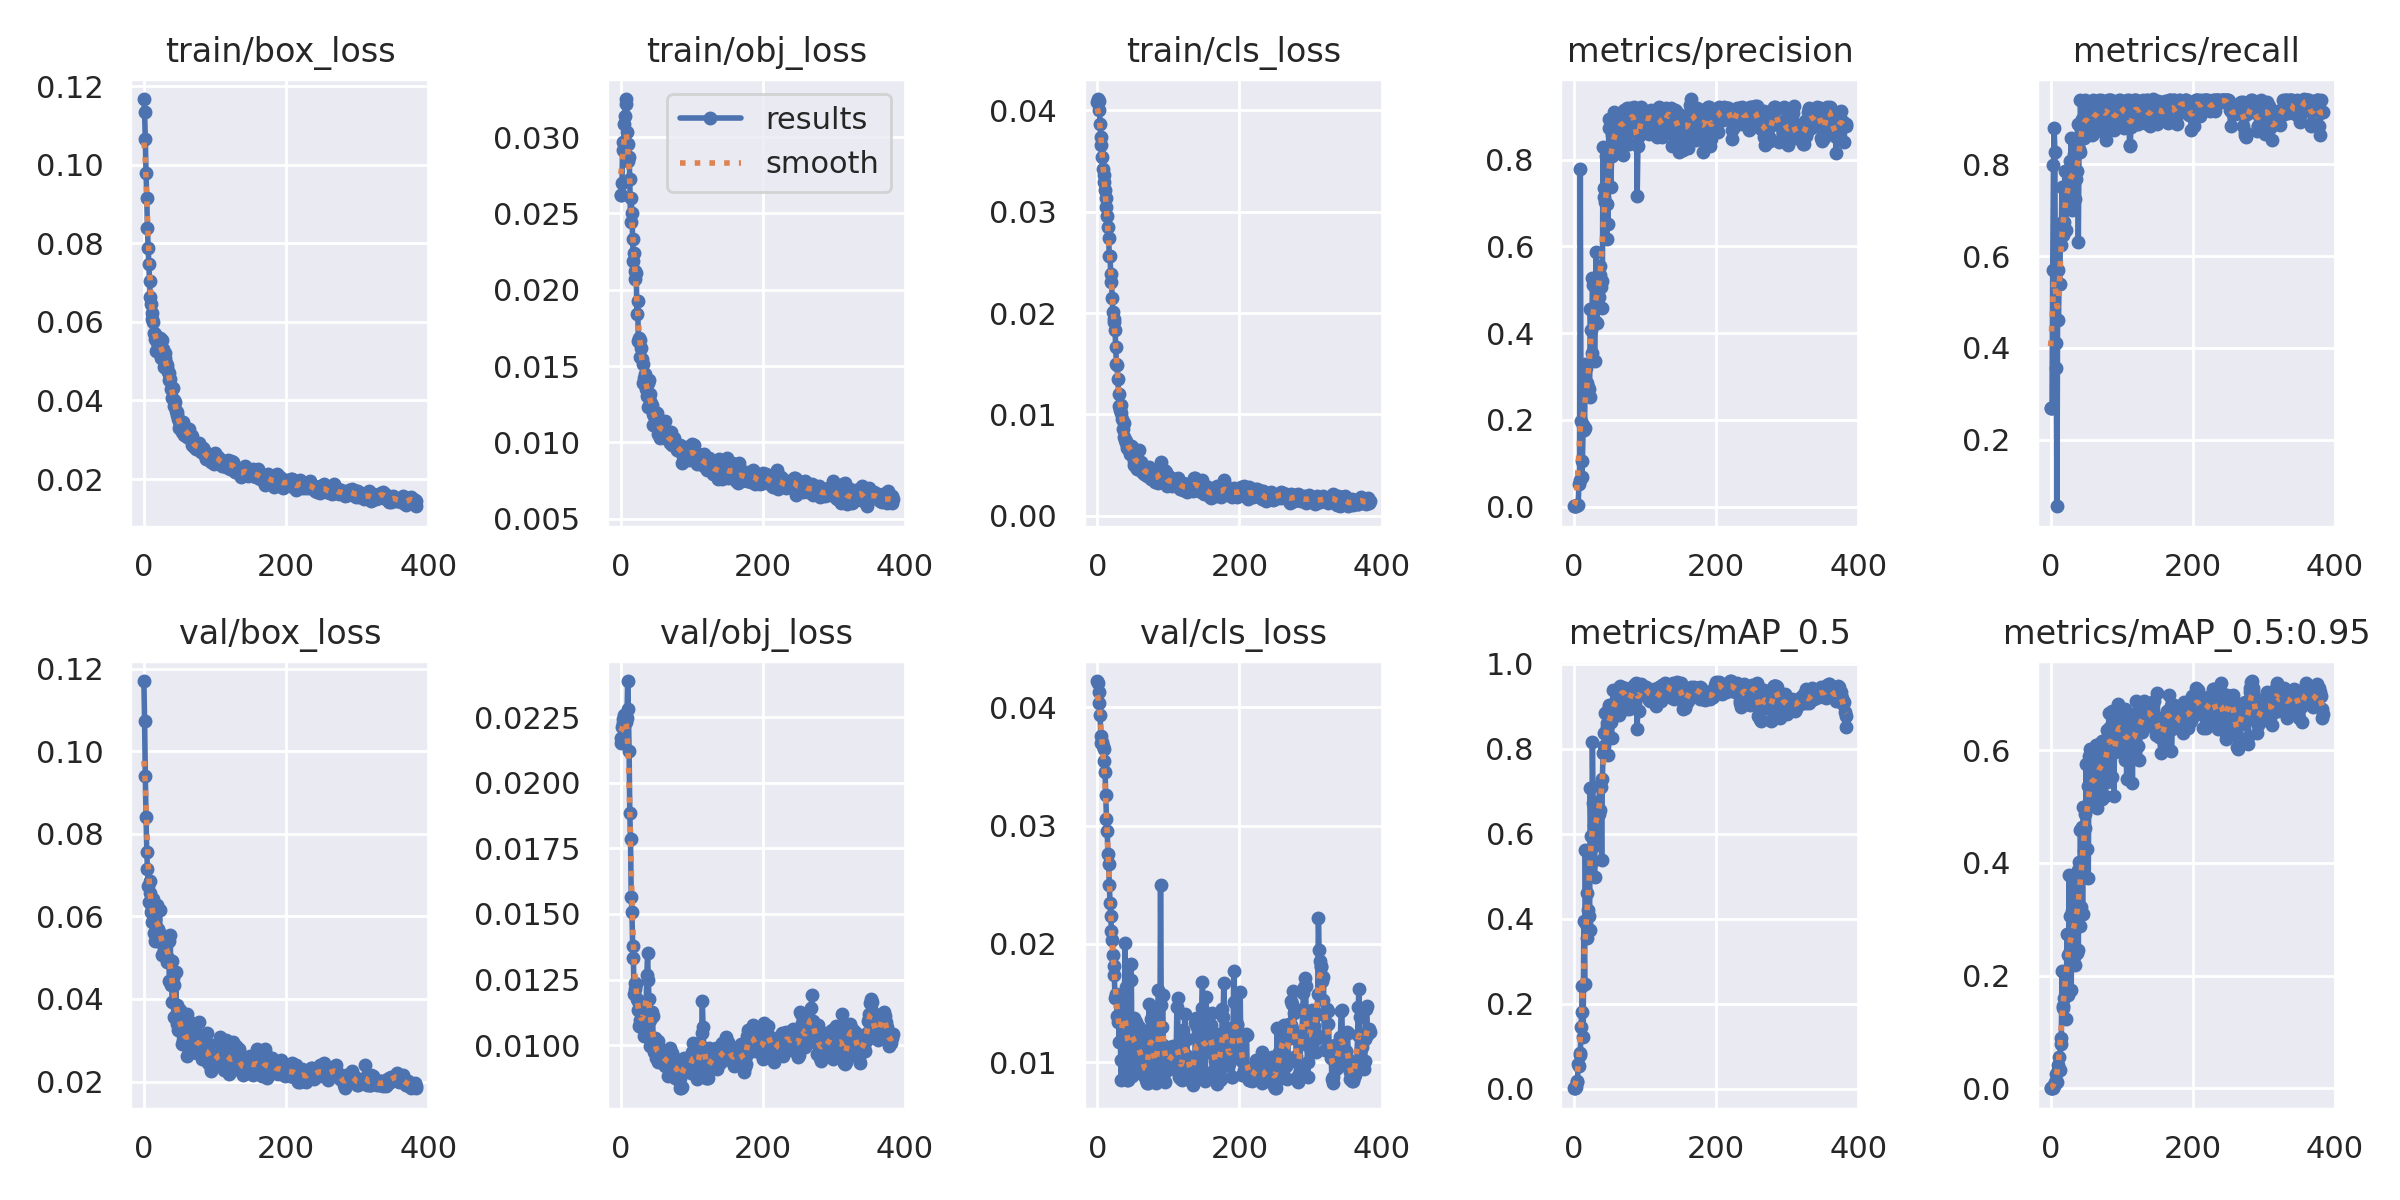 train/box_loss
0.12
0.10
0.08
0.06
0.04
0.02
0 200 400
train/obj_loss
results
smooth
0.030
0.025
0.020
0.015
0.010
0.005
0 200 400
train/cls_loss
0.04
0.03
0.02
0.01
0.00
0 200 400
metrics/precision
0.8
0.6
0.4
0.2
0.0
0 200 400
metrics/recall
0.8
0.6
0.4
0.2
0 200 400
val/box_loss
0.12
0.10
0.08
0.06
0.04
0.02
0 200 400
val/obj_loss
0.0225
0.0200
0.0175
0.0150
0.0125
0.0100
0 200 400
val/cls_loss
0.04
0.03
0.02
0.01
0 200 400
metrics/mAP_0.5
1.0
0.8
0.6
0.4
0.2
0.0
0 200 400
metrics/mAP_0.5:0.95
0.6
0.4
0.2
0.0
0 200 400